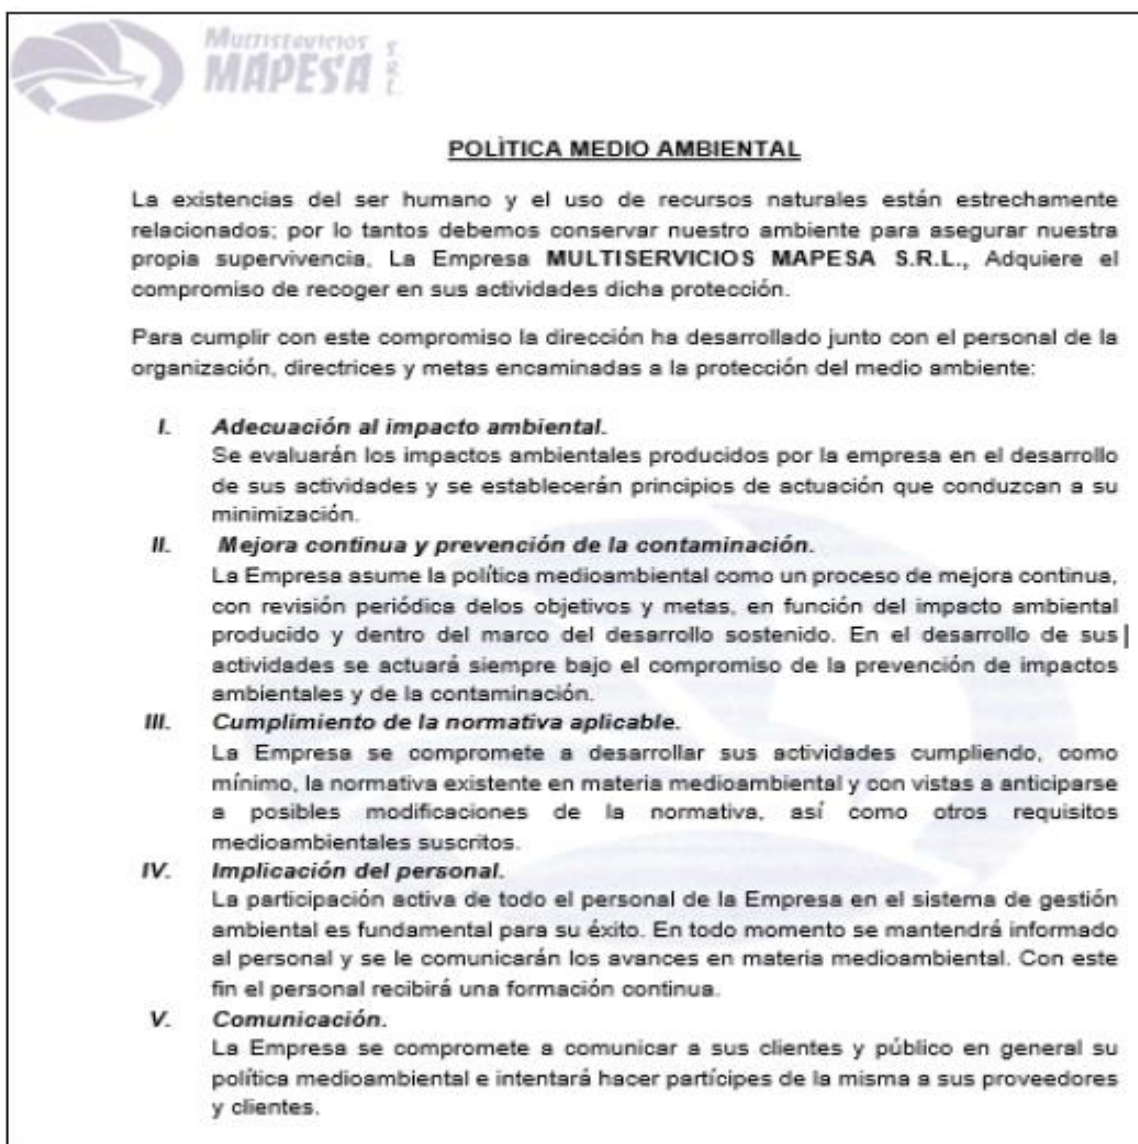 Multiservicios
MAPESA S.R.L.
POLÌTICA MEDIO AMBIENTAL
La existencias del ser humano y el uso de recursos naturales están estrechamente
relacionados; por lo tantos debemos conservar nuestro ambiente para asegurar nuestra
propia supervivencia, La Empresa MULTISERVICIOS MAPESA S.R.L., Adquiere el
compromiso de recoger en sus actividades dicha protección.
Para cumplir con este compromiso la dirección ha desarrollado junto con el personal de la
organización, directrices y metas encaminadas a la protección del medio ambiente:
I. Adecuación al impacto ambiental.
Se evaluarán los impactos ambientales producidos por la empresa en el desarrollo
de sus actividades y se establecerán principios de actuación que conduzcan a su
minimización.
II. Mejora continua y prevención de la contaminación.
La Empresa asume la política medioambiental como un proceso de mejora continua,
con revisión periódica delos objetivos y metas, en función del impacto ambiental
producido y dentro del marco del desarrollo sostenido. En el desarrollo de sus
actividades se actuará siempre bajo el compromiso de la prevención de impactos
ambientales y de la contaminación.
III. Cumplimiento de la normativa aplicable.
La Empresa se compromete a desarrollar sus actividades cumpliendo, como
mínimo, la normativa existente en materia medioambiental y con vistas a anticiparse
a posibles modificaciones de la normativa, así como otros requisitos
medioambientales suscritos.
IV. Implicación del personal.
La participación activa de todo el personal de la Empresa en el sistema de gestión
ambiental es fundamental para su éxito. En todo momento se mantendrá informado
al personal y se le comunicarán los avances en materia medioambiental. Con este
fin el personal recibirá una formación continua.
V. Comunicación.
La Empresa se compromete a comunicar a sus clientes y público en general su
política medioambiental e intentará hacer partícipes de la misma a sus proveedores
y clientes.